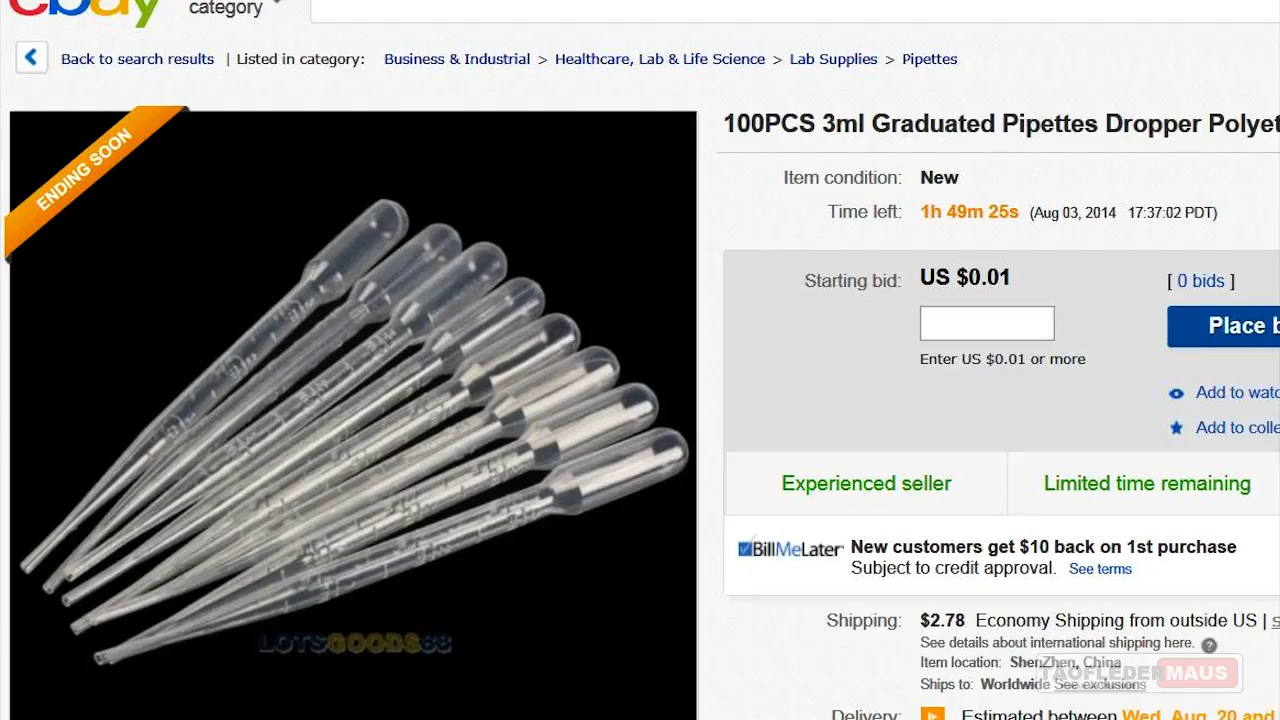 ebay
category
Back to search results | Listed in category: Business & Industrial > Healthcare, Lab & Life Science > Lab Supplies > Pipettes
ENDING SOON
LOTSGOODS88
100PCS 3ml Graduated Pipettes Dropper Polyet
Item condition: New
Time left: 1h 49m 25s (Aug 03, 2014 17:37:02 PDT)
Starting bid: US $0.01 [ 0 bids ]
Place b
Enter US $0.01 or more
Add to watc
Add to colle
Experienced seller Limited time remaining
BillMeLater New customers get $10 back on 1st purchase
Subject to credit approval. See terms
Shipping: $2.78 Economy Shipping from outside US | S
See details about international shipping here. ?
Item location: ShenZhen, China
TAOFLEDERMAUS
Ships to: Worldwide See exclusions
Delivery: Estimated between Wed. Aug. 20 and